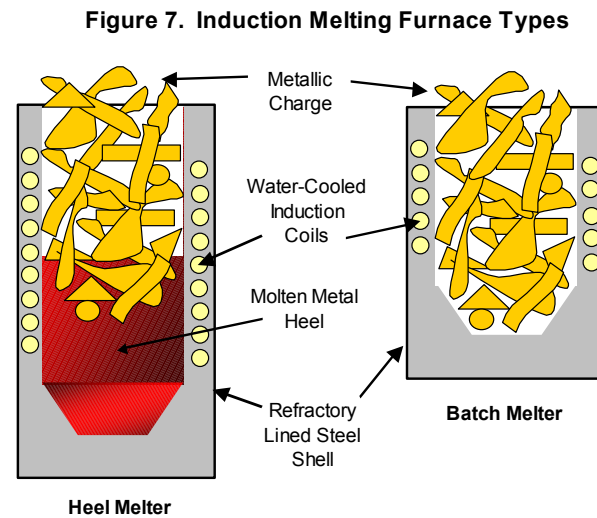 Figure 7. Induction Melting Furnace Types
Metallic
Charge
Water-Cooled
Induction
Coils
Molten Metal
Heel
Refractory
Lined Steel
Shell
Batch Melter
Heel Melter